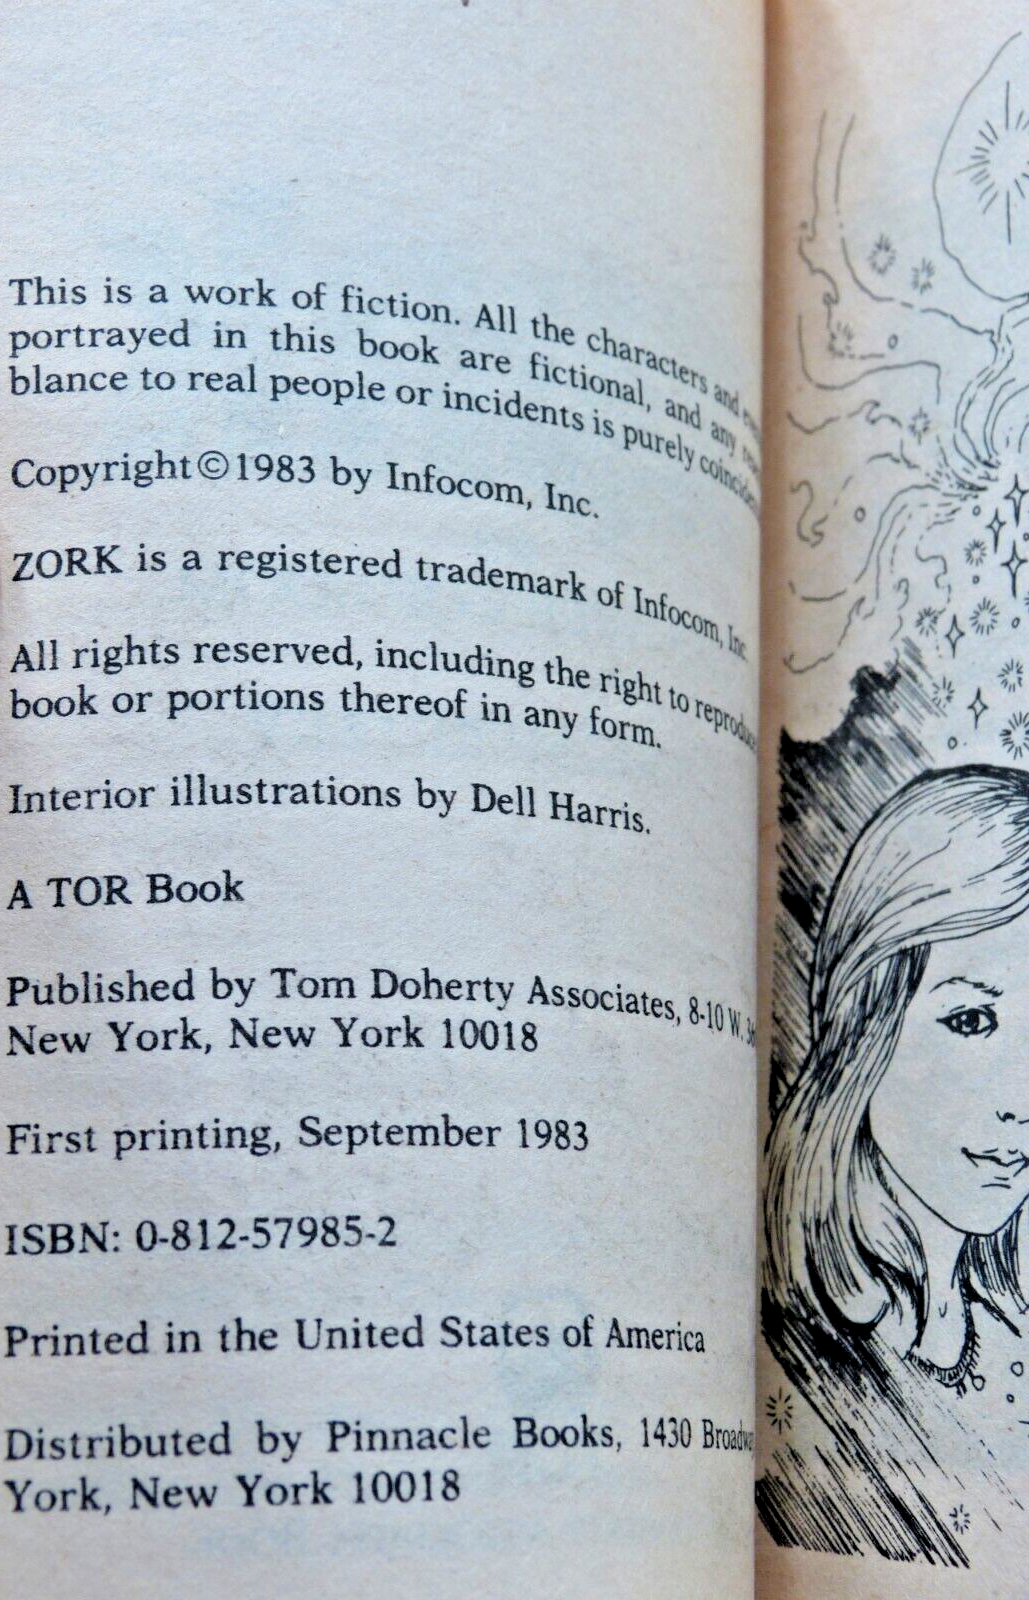 This is a work of fiction. All the characters and
portrayed in this book are fictional, and any
blance to real people or incidents is purely
Copyright©1983 by Infocom, Inc.
ZORK is a registered trademark of Infocom, Inc.
All rights reserved, including the right to
book or portions thereof in any form.
Interior illustrations by Dell Harris.
A TOR Book
Published by Tom Doherty Associates, 8-10 W.
New York, New York 10018
First printing, September 1983
ISBN: 0-812-57985-2
Printed in the United States of America
Distributed by Pinnacle Books, 1430
York, New York 10018